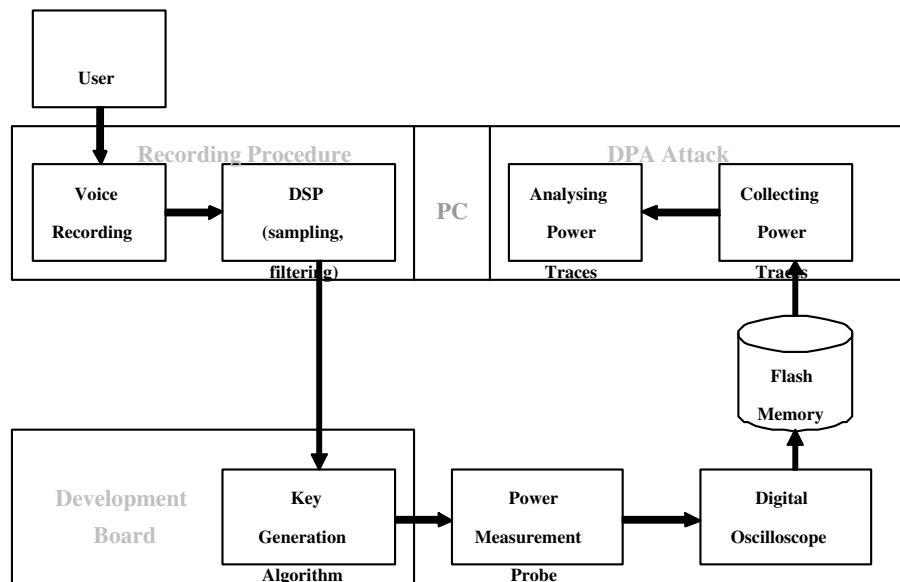 User
Recording Procedure
Voice
Recording
DSP
(sampling,
filtering)
PC
DPA Attack
Analysing
Power
Traces
Collecting
Power
Traces
Flash
Memory
Development
Board
Key
Generation
Algorithm
Power
Measurement
Probe
Digital
Oscilloscope